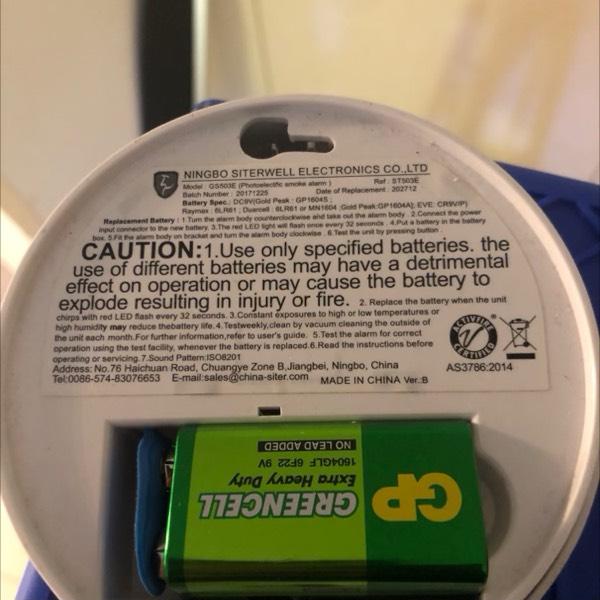 NINGBO SITERWELL ELECTRONICS CO.,LTD
Model : GS503E (Photoelectific smoke alarm ) Ref : ST503E
Batch Number : 20171225 Date of Replacement : 202712
Battery Spec.: DC9V(Gold Peak : GP1604S ;
Raymax : 6LR61 ; Duarcell : 6LR61 or MN1604 ;Gold Peak:GP1604A); EVE: CR9V/P)
Replacement Battery : 1 Turn the alarm body counterclockwise and take out the alarm body . 2.Connect the power
input connector to the new battery. 3.The red LED light will flash once every 32 seconds. 4.Put a battery in the battery
box. 5.Fit the alarm body on bracket and turn the alarm body clockwise . 6.Test the unit by pressing button .
CAUTION:1.Use only specified batteries. the
use of different batteries may have a detrimental
effect on operation or may cause the battery to
explode resulting in injury or fire. 2. Replace the battery when the unit
chirps with red LED flash every 32 seconds. 3.Constant exposures to high or low temperatures or
high humidity may reduce thebattery life. 4.Testweekly,clean by vacuum cleaning the outside of
the unit each month.For further information,refer to user's guide. 5.Test the alarm for correct
operation using the test facility, whenever the battery is replaced.6.Read the instructions before
operating or servicing. 7.Sound Pattern:ISO8201
Address: No.76 Haichuan Road, Chuangye Zone B,Jiangbei, Ningbo, China
Tel:0086-574-83076653 E-mail:sales@china-siter.com MADE IN CHINA Ver.:B
ACTIVFIRE
CERTIFIED
AS3786:2014
GP
GREENCELL
Extra Heavy Duty
1604GLF 6F22 9V
NO LEAD ADDED